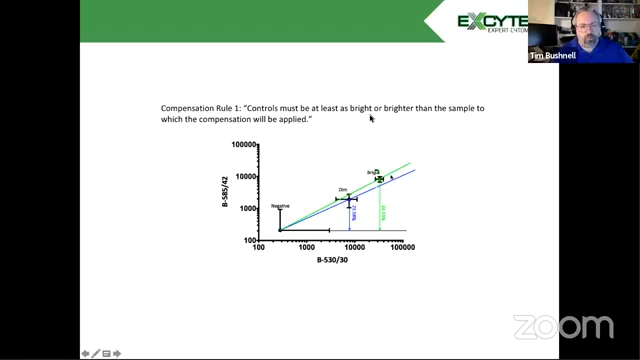 EXCYTE
EXPERT CYTOM
Tim Bushnell
Compensation Rule 1: “Controls must be at least as bright or brighter than the sample to
which the compensation will be applied.”
100000
10000
1000
100
B-585/42
Negative
Dim
Bright
100
1000
10000
100000
B-530/30
zoom